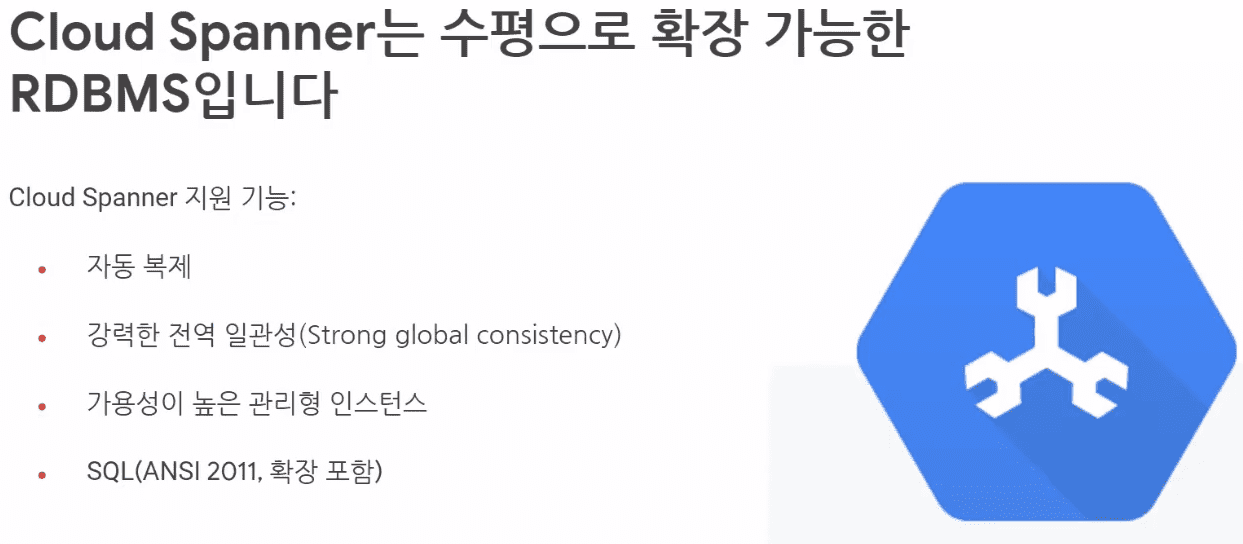 Cloud Spanner는 수평으로 확장 가능한
RDBMS입니다
Cloud Spanner 지원 기능:
• 자동 복제
• 강력한 전역 일관성(Strong global consistency)
• 가용성이 높은 관리형 인스턴스
• SQL(ANSI 2011, 확장 포함)